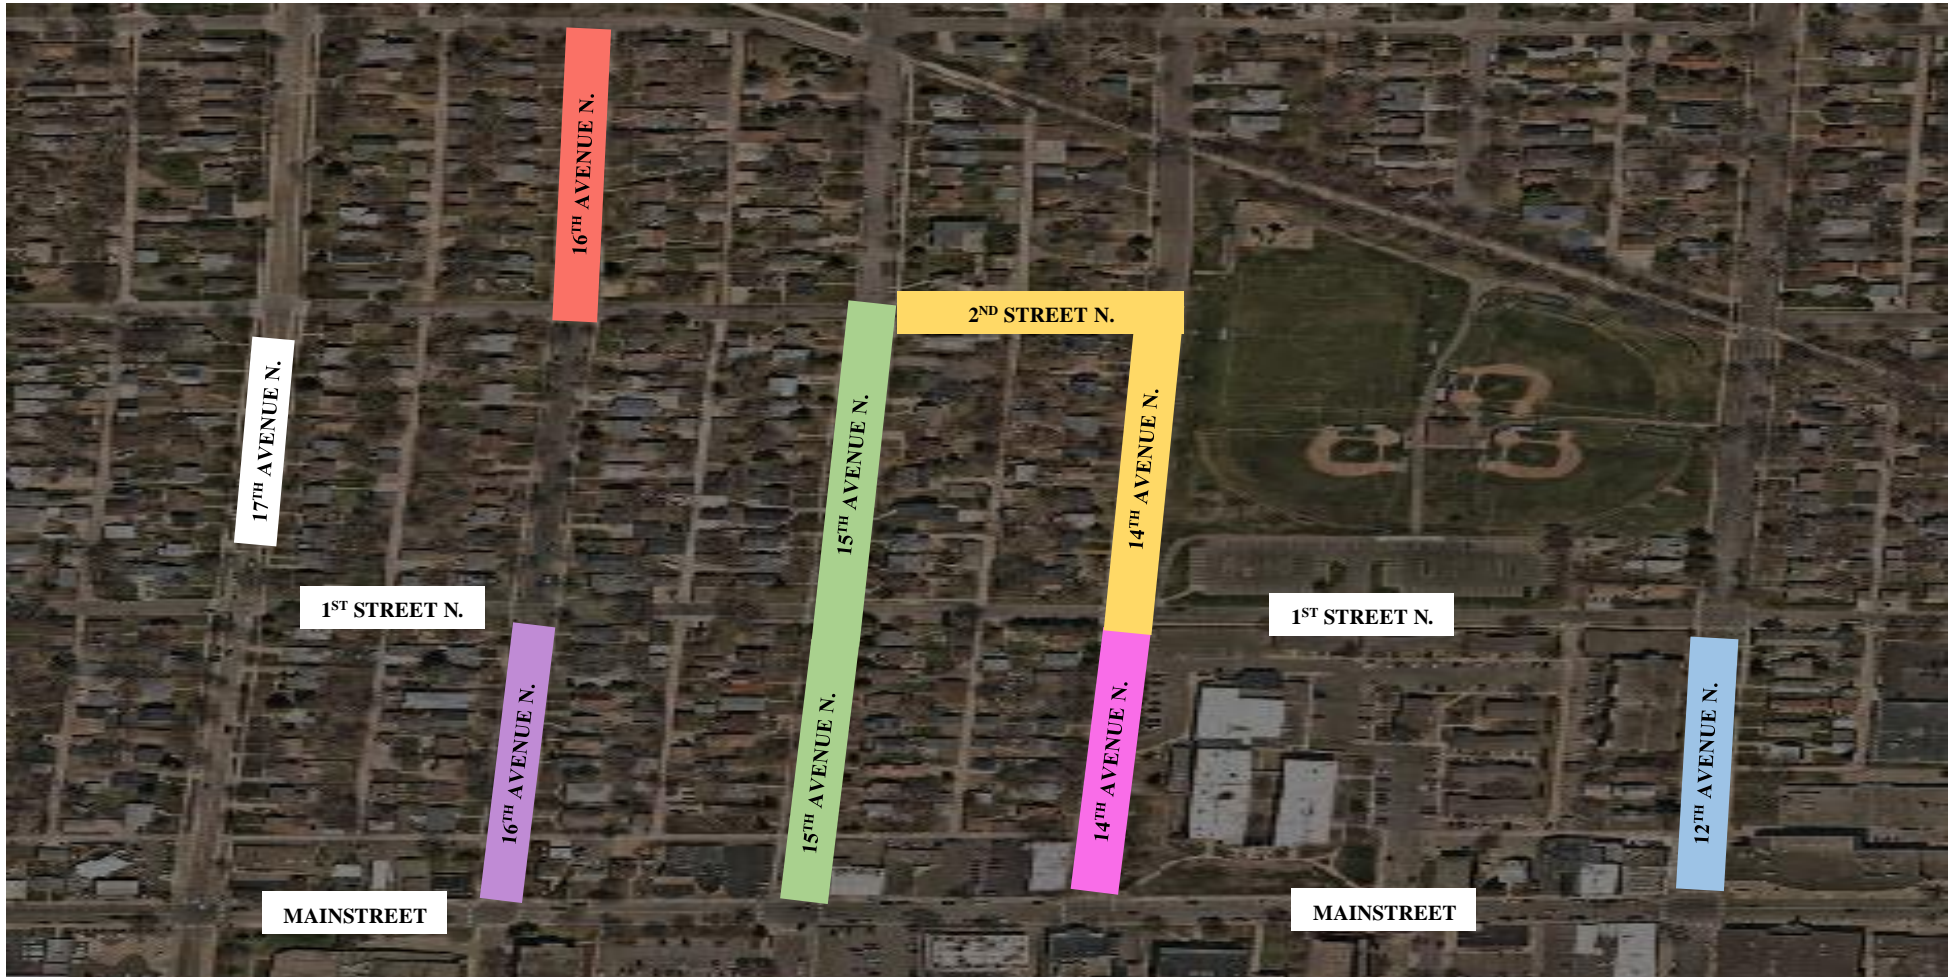 16TH AVENUE N.
2ND STREET N.
17TH AVENUE N.
15TH AVENUE N.
14TH AVENUE N.
1ST STREET N.
1ST STREET N.
16TH AVENUE N.
15TH AVENUE N.
14TH AVENUE N.
12TH AVENUE N.
MAINSTREET
MAINSTREET